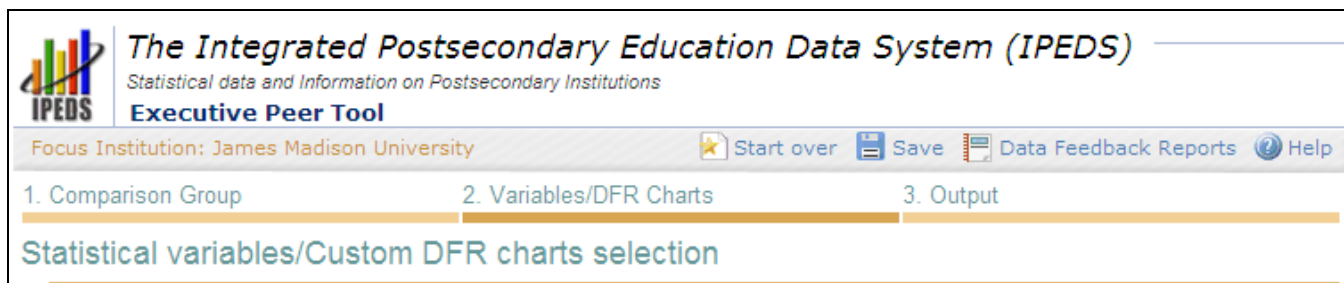 The Integrated Postsecondary Education Data System (IPEDS)
Statistical data and Information on Postsecondary Institutions
IPEDS
Executive Peer Tool
Focus Institution: James Madison University Start over Save Data Feedback Reports Help
1. Comparison Group 2. Variables/DFR Charts 3. Output
Statistical variables/Custom DFR charts selection